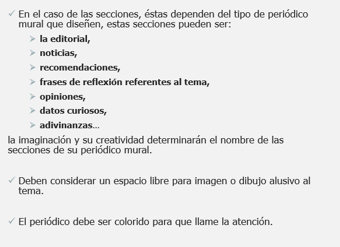 ✓ En el caso de las secciones, éstas dependen del tipo de periódico
mural que diseñen, estas secciones pueden ser:
➢ la editorial,
➢ noticias,
➢ recomendaciones,
➢ frases de reflexión referentes al tema,
➢ opiniones,
➢ datos curiosos,
➢ adivinanzas...
la imaginación y su creatividad determinarán el nombre de las
secciones de su periódico mural.
✓ Deben considerar un espacio libre para imagen o dibujo alusivo al
tema.
✓ El periódico debe ser colorido para que llame la atención.